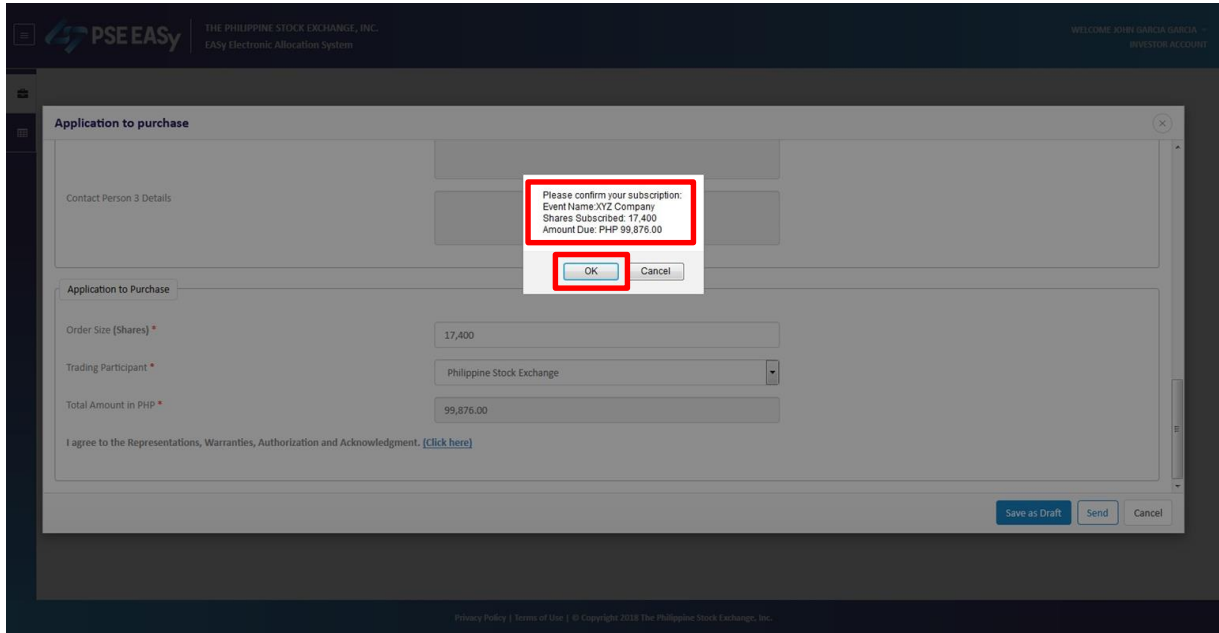 PSE EASy
THE PHILIPPINE STOCK EXCHANGE, INC.
EASy Electronic Allocation System
WELCOME JOHN GARCIA GARCIA
INVESTOR ACCOUNT
Application to purchase
Contact Person 3 Details
Please confirm your subscription:
Event Name:XYZ Company
Shares Subscribed: 17,400
Amount Due: PHP 99,876.00
OK
Cancel
Application to Purchase
Order Size (Shares) *
17,400
Trading Participant *
Philippine Stock Exchange
Total Amount in PHP *
99,876.00
I agree to the Representations, Warranties, Authorization and Acknowledgment. (Click here)
Save as Draft
Send
Cancel
Privacy Policy | Terms of Use | © Copyright 2018 The Philippine Stock Exchange, Inc.